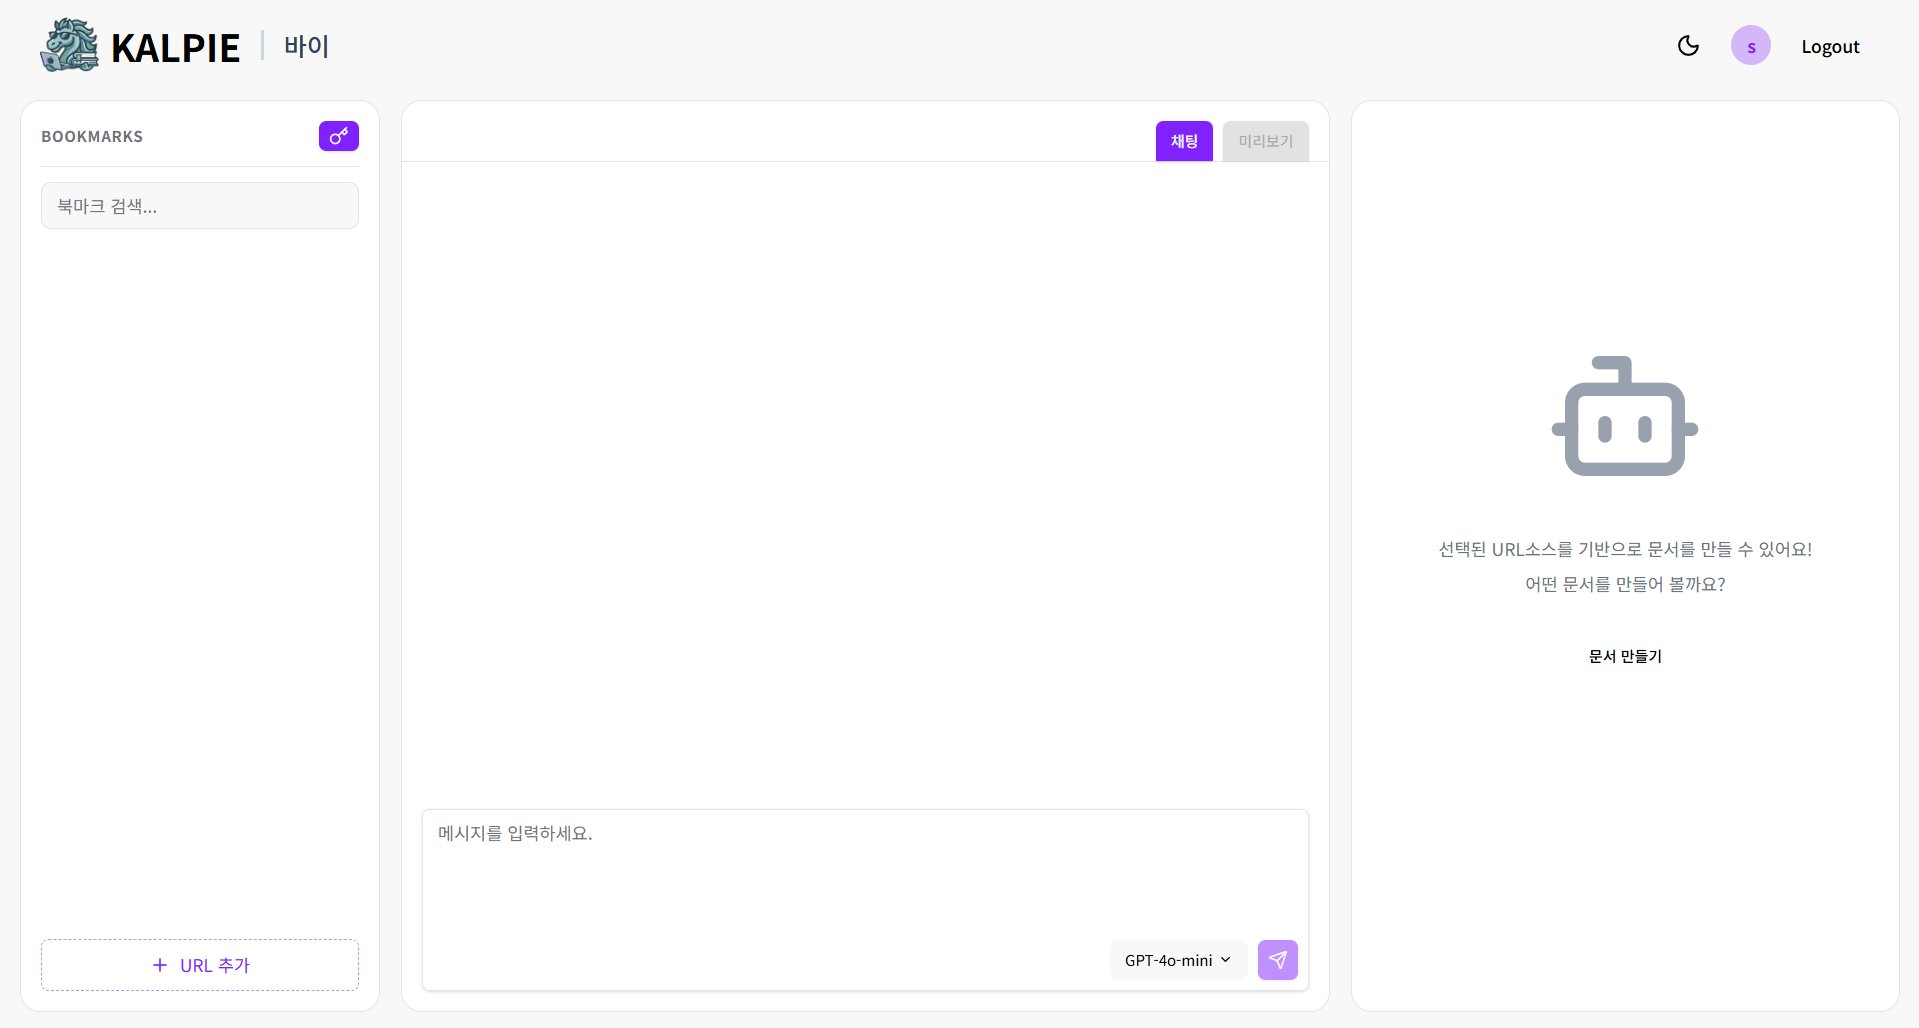 KALPIE
바이
s
Logout
BOOKMARKS
북마크 검색...
URL 추가
채팅
미리보기
메시지를 입력하세요.
GPT-4o-mini
선택된 URL소스를 기반으로 문서를 만들 수 있어요!
어떤 문서를 만들어 볼까요?
문서 만들기